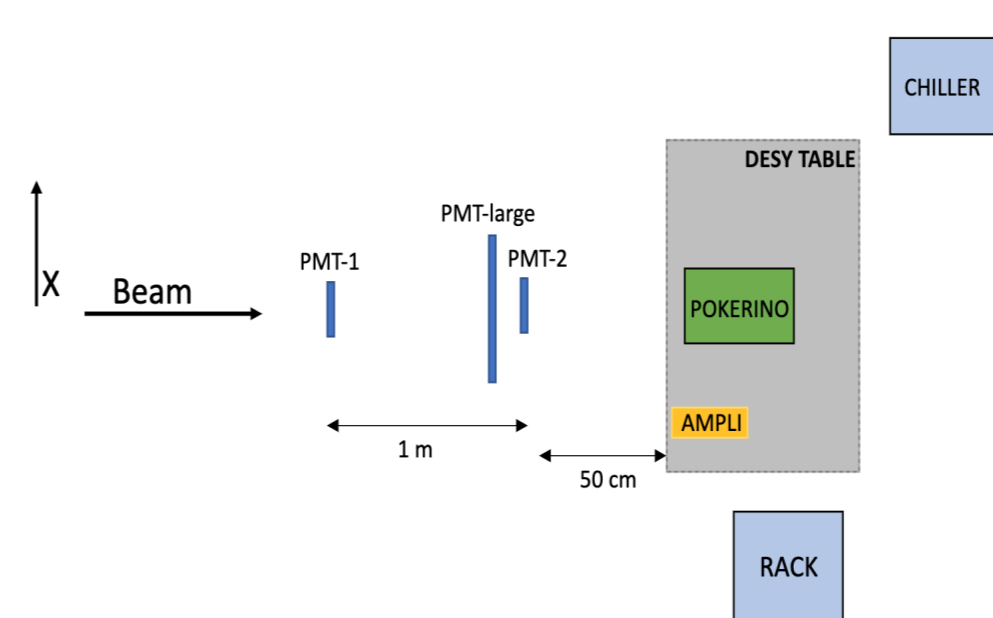 CHILLER
DESY TABLE
PMT-large
PMT-1
PMT-2
X
Beam
POKERINO
AMPLI
1 m
50 cm
RACK